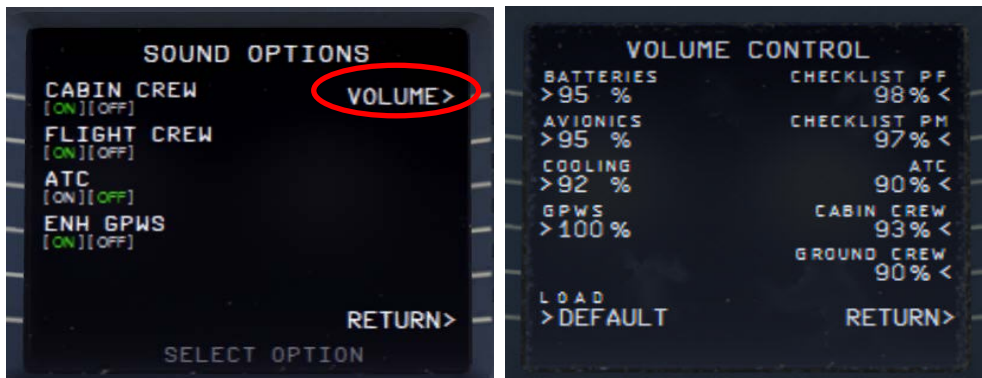 SOUND OPTIONS
CABIN CREW
[ON][OFF]
VOLUME>
FLIGHT CREW
[ON][OFF]
ATC
[ON][OFF]
ENH GPWS
[ON][OFF]
RETURN>
SELECT OPTION
VOLUME CONTROL
BATTERIES CHECKLIST PF
>95 % 98%<
AVIONICS CHECKLIST PM
>95 % 97%<
COOLING ATC
>92 % 90%<
GPWS CABIN CREW
>100% 93%<
GROUND CREW
90%<
LOAD
>DEFAULT RETURN>